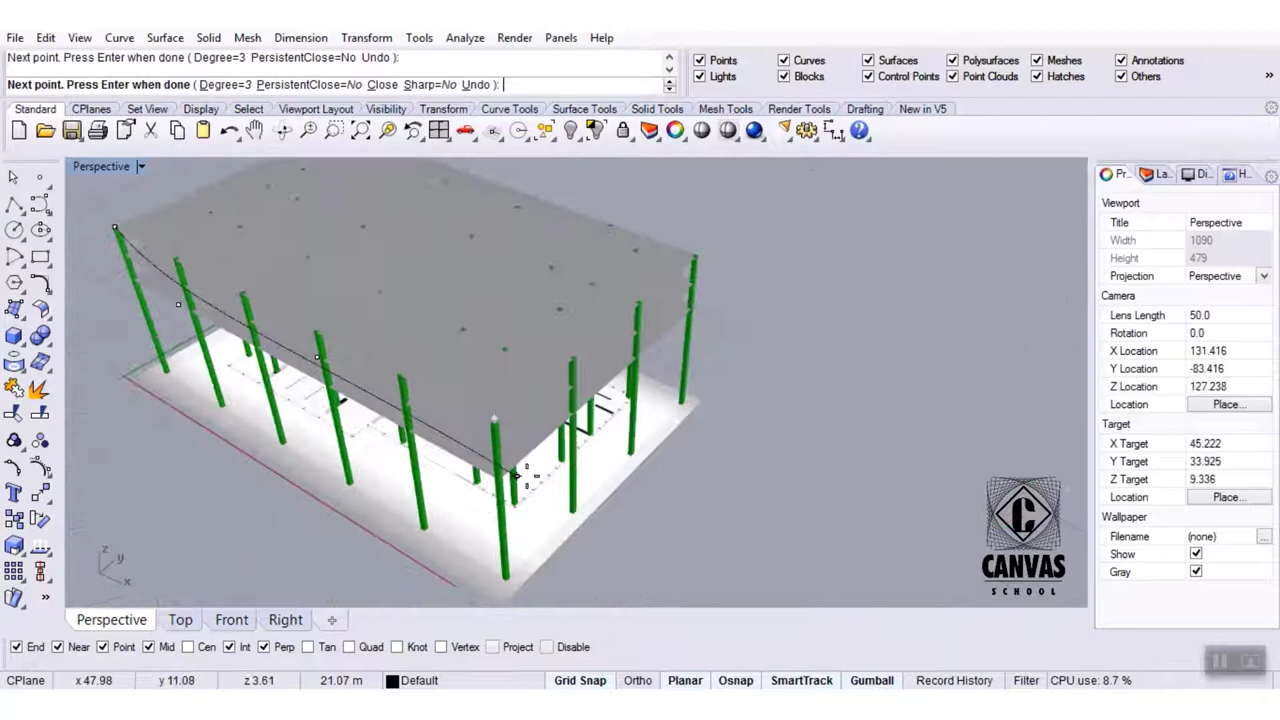 File Edit View Curve Surface Solid Mesh Dimension Transform Tools Analyze Render Panels Help
Next point. Press Enter when done ( Degree=3 PersistentClose=No Undo ):
Next point. Press Enter when done ( Degree=3 PersistentClose=No Close Sharp=No Undo ):
Points Curves Surfaces Polysurfaces Meshes Annotations
Lights Blocks Control Points Point Clouds Hatches Others
Standard CPlanes Set View Display Select Viewport Layout Visibility Transform Curve Tools Surface Tools Solid Tools Mesh Tools Render Tools Drafting New in V5
Perspective
Pr... La... Di... H...
Viewport
Title Perspective
Width 1090
Height 479
Projection Perspective
Camera
Lens Length 50.0
Rotation 0.0
X Location 131.416
Y Location -83.416
Z Location 127.238
Location Place...
Target
X Target 45.222
Y Target 33.925
Z Target 9.336
Location Place...
Wallpaper
Filename (none) ...
Show
Gray
z
y
x
C
CANVAS
SCHOOL
Perspective Top Front Right
End Near Point Mid Cen Int Perp Tan Quad Knot Vertex Project Disable
CPlane x 47.98 y 11.08 z 3.61 21.07 m Default Grid Snap Ortho Planar Osnap SmartTrack Gumball Record History Filter CPU use: 8.7 %